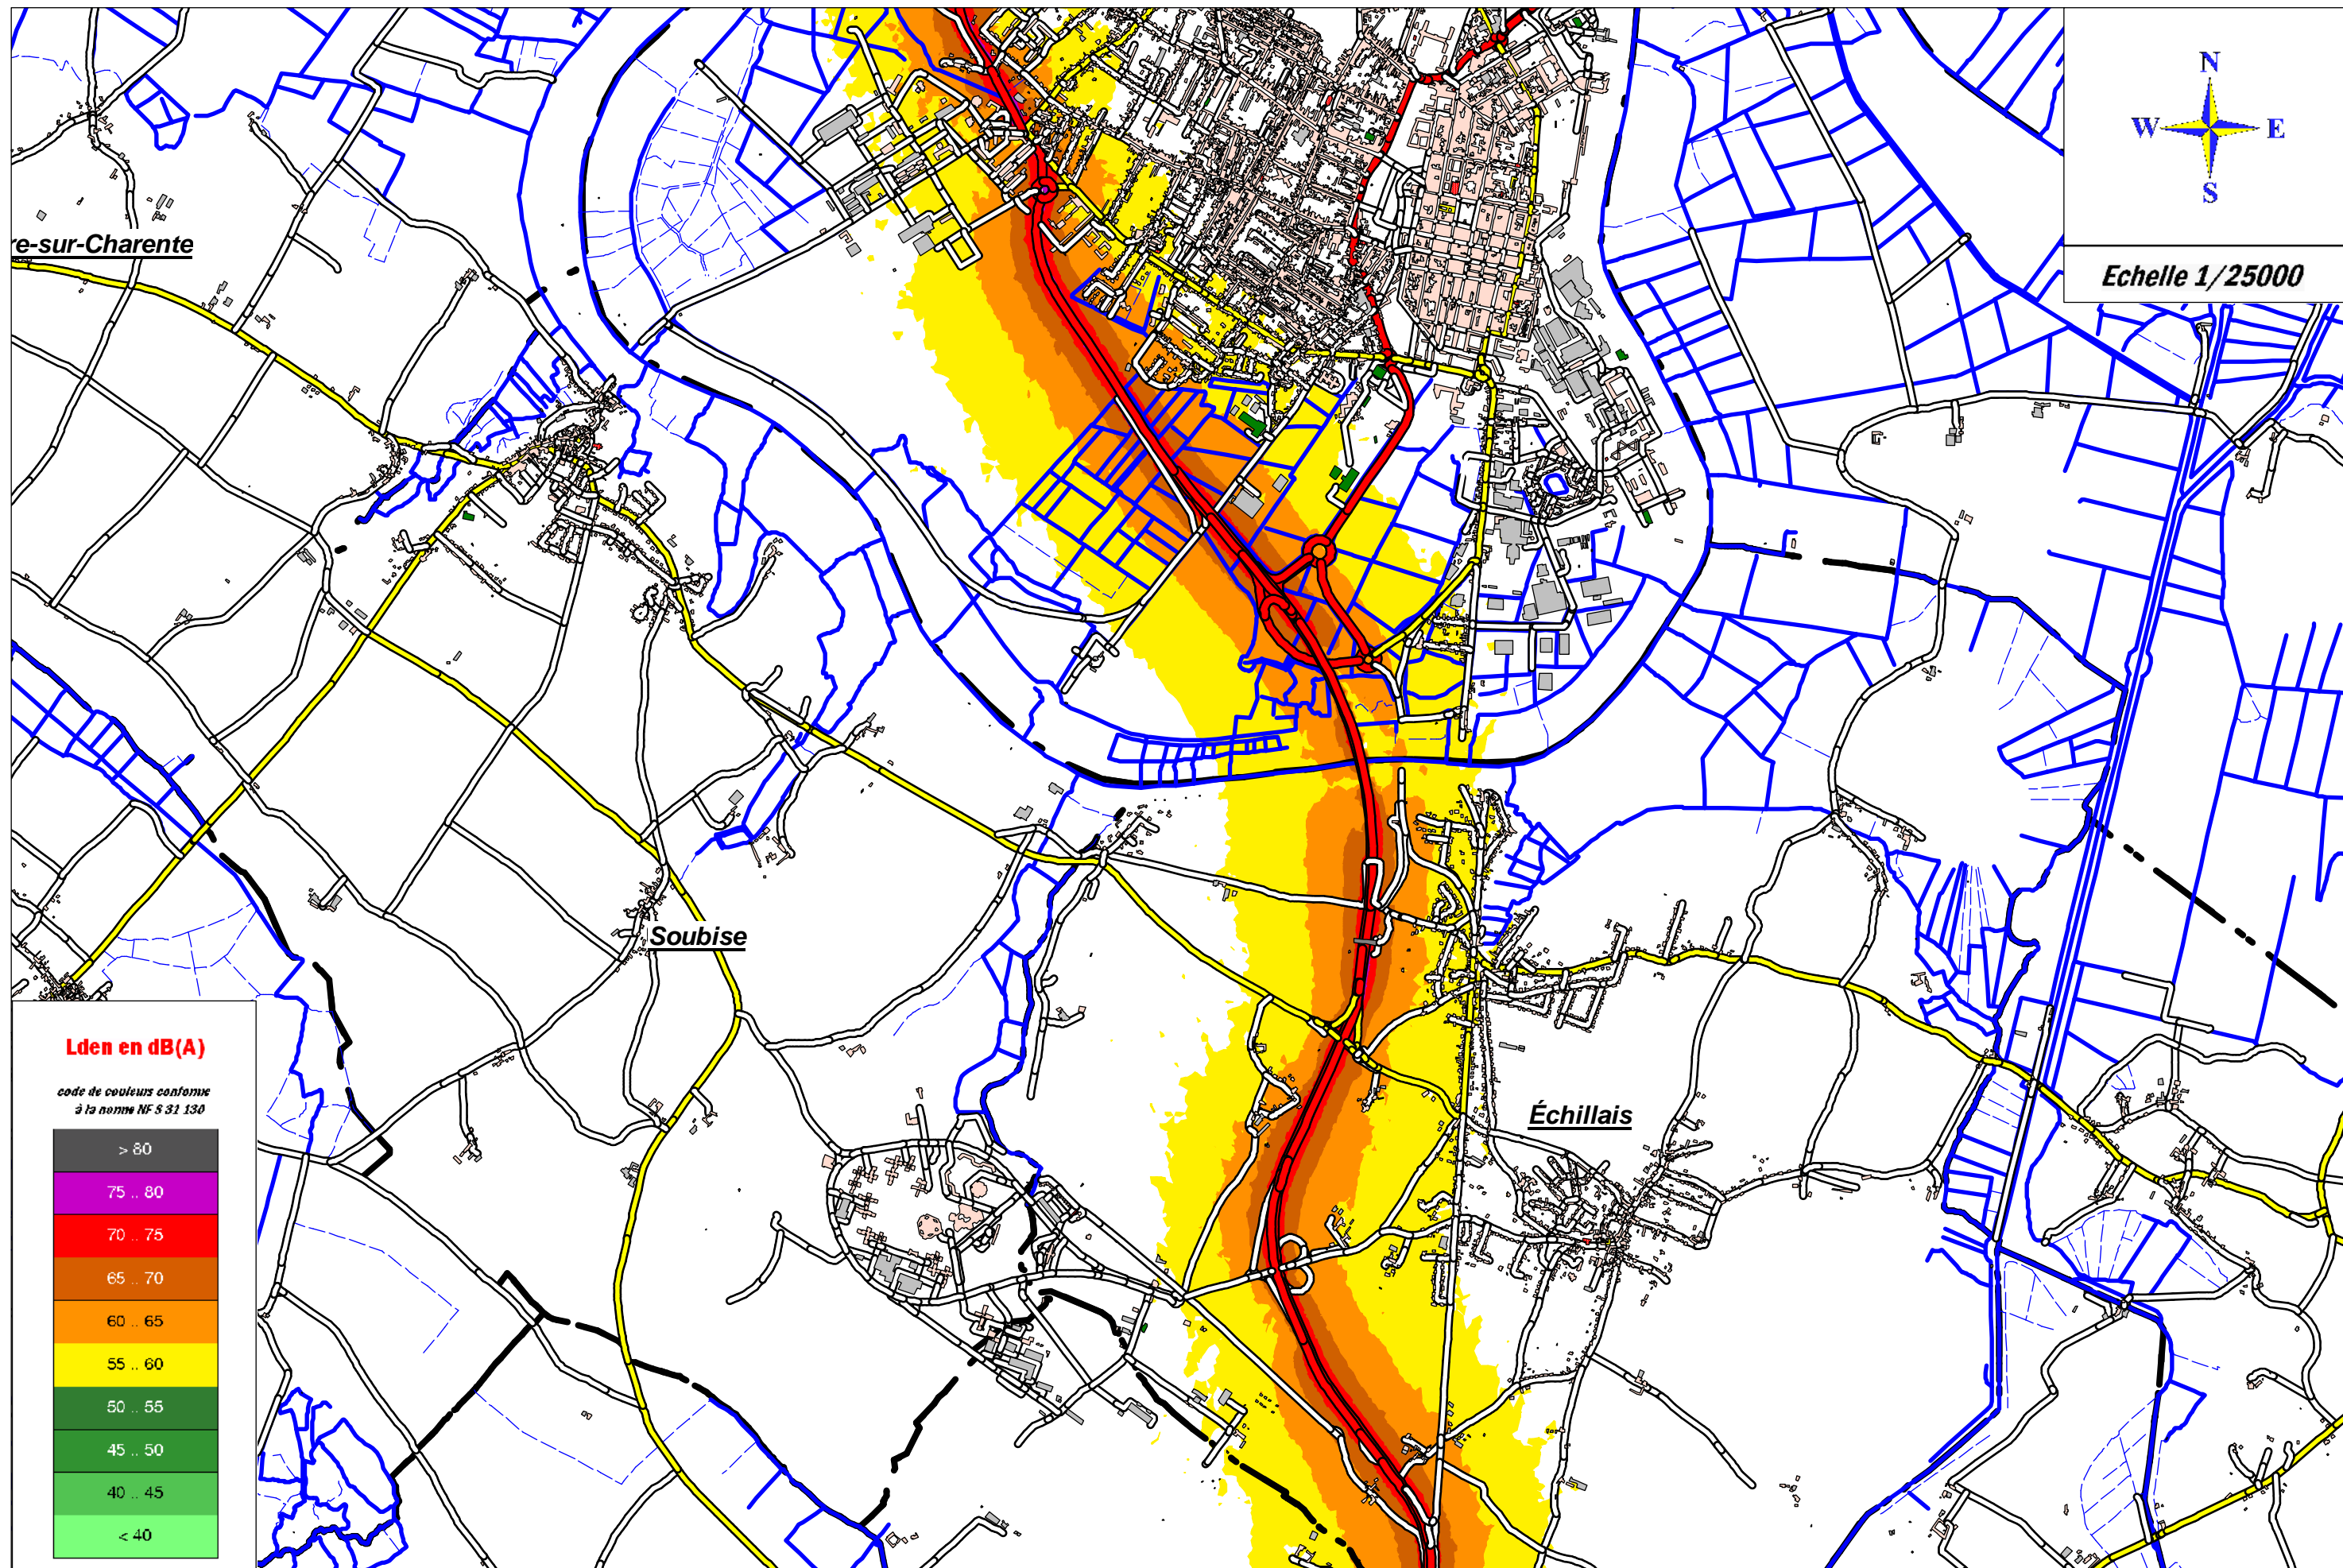 N
W E
S
re-sur-Charente
Echelle 1/25000
Soubise
Lden en dB(A)
code de couleurs conforme
à la norme NF S 31 130
Échillais
> 80
75 .. 80
70 .. 75
65 .. 70
60 .. 65
55 .. 60
50 .. 55
45 .. 50
40 .. 45
< 40